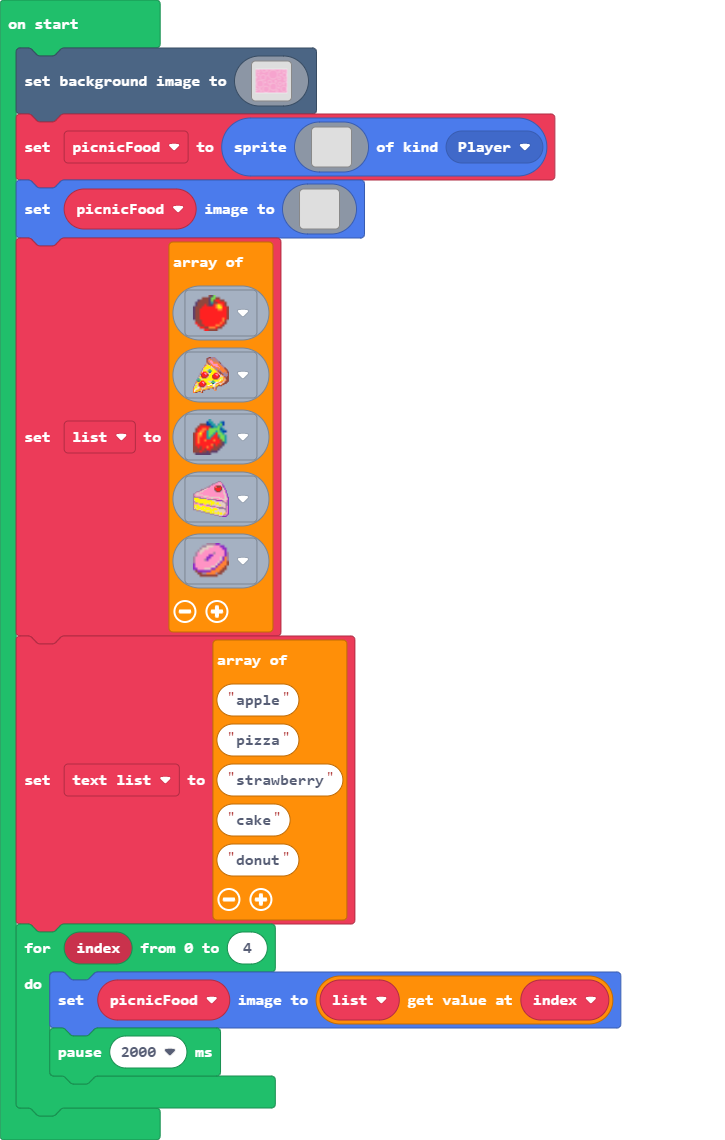 on start
set background image to
set picnicFood to sprite of kind Player
set picnicFood image to
array of
set list to
array of
"apple"
"pizza"
set text list to "strawberry"
"cake"
"donut"
for index from 0 to 4
do
set picnicFood image to list get value at index
pause 2000 ms